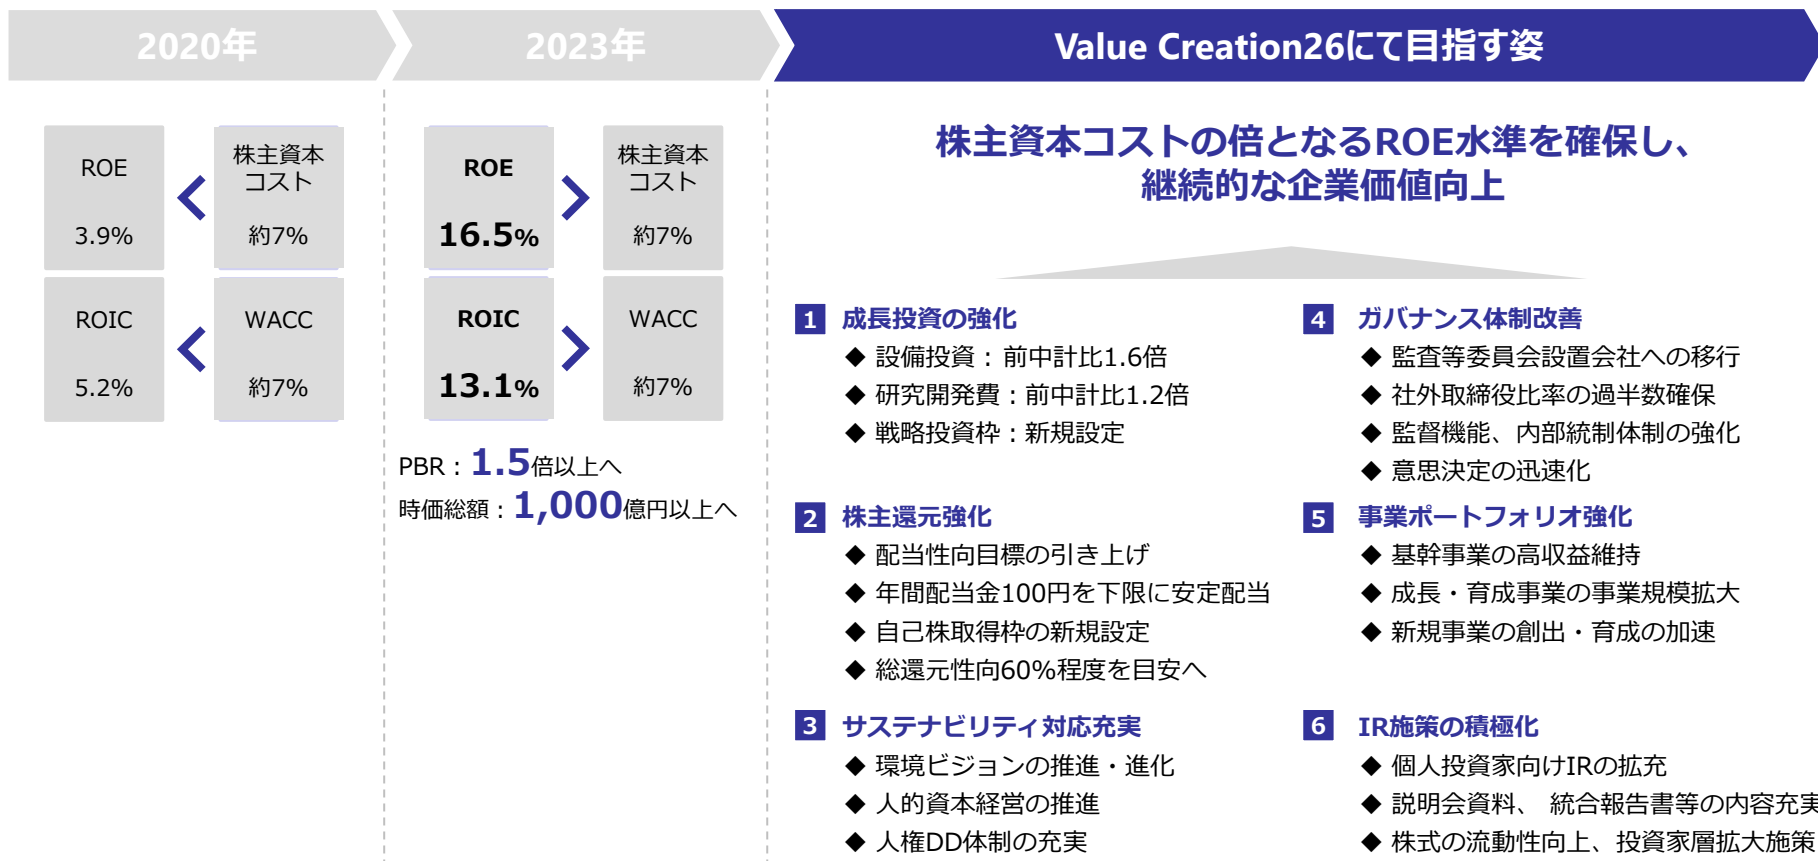 2020年
2023年
Value Creation26にて目指す姿
ROE
3.9%
株主資本
コスト
約7%
ROIC
5.2%
WACC
約7%
ROE
16.5%
株主資本
コスト
約7%
ROIC
13.1%
WACC
約7%
PBR：1.5倍以上へ
時価総額：1,000億円以上へ
株主資本コストの倍となるROE水準を確保し、
継続的な企業価値向上
1 成長投資の強化
◆ 設備投資：前中計比1.6倍
◆ 研究開発費：前中計比1.2倍
◆ 戦略投資枠：新規設定
2 株主還元強化
◆ 配当性向目標の引き上げ
◆ 年間配当金100円を下限に安定配当
◆ 自己株取得枠の新規設定
◆ 総還元性向60%程度を目安へ
3 サステナビリティ対応充実
◆ 環境ビジョンの推進・進化
◆ 人的資本経営の推進
◆ 人権DD体制の充実
4 ガバナンス体制改善
◆ 監査等委員会設置会社への移行
◆ 社外取締役比率の過半数確保
◆ 監督機能、内部統制体制の強化
◆ 意思決定の迅速化
5 事業ポートフォリオ強化
◆ 基幹事業の高収益維持
◆ 成長・育成事業の事業規模拡大
◆ 新規事業の創出・育成の加速
6 IR施策の積極化
◆ 個人投資家向けIRの拡充
◆ 説明会資料、 統合報告書等の内容充実
◆ 株式の流動性向上、投資家層拡大施策